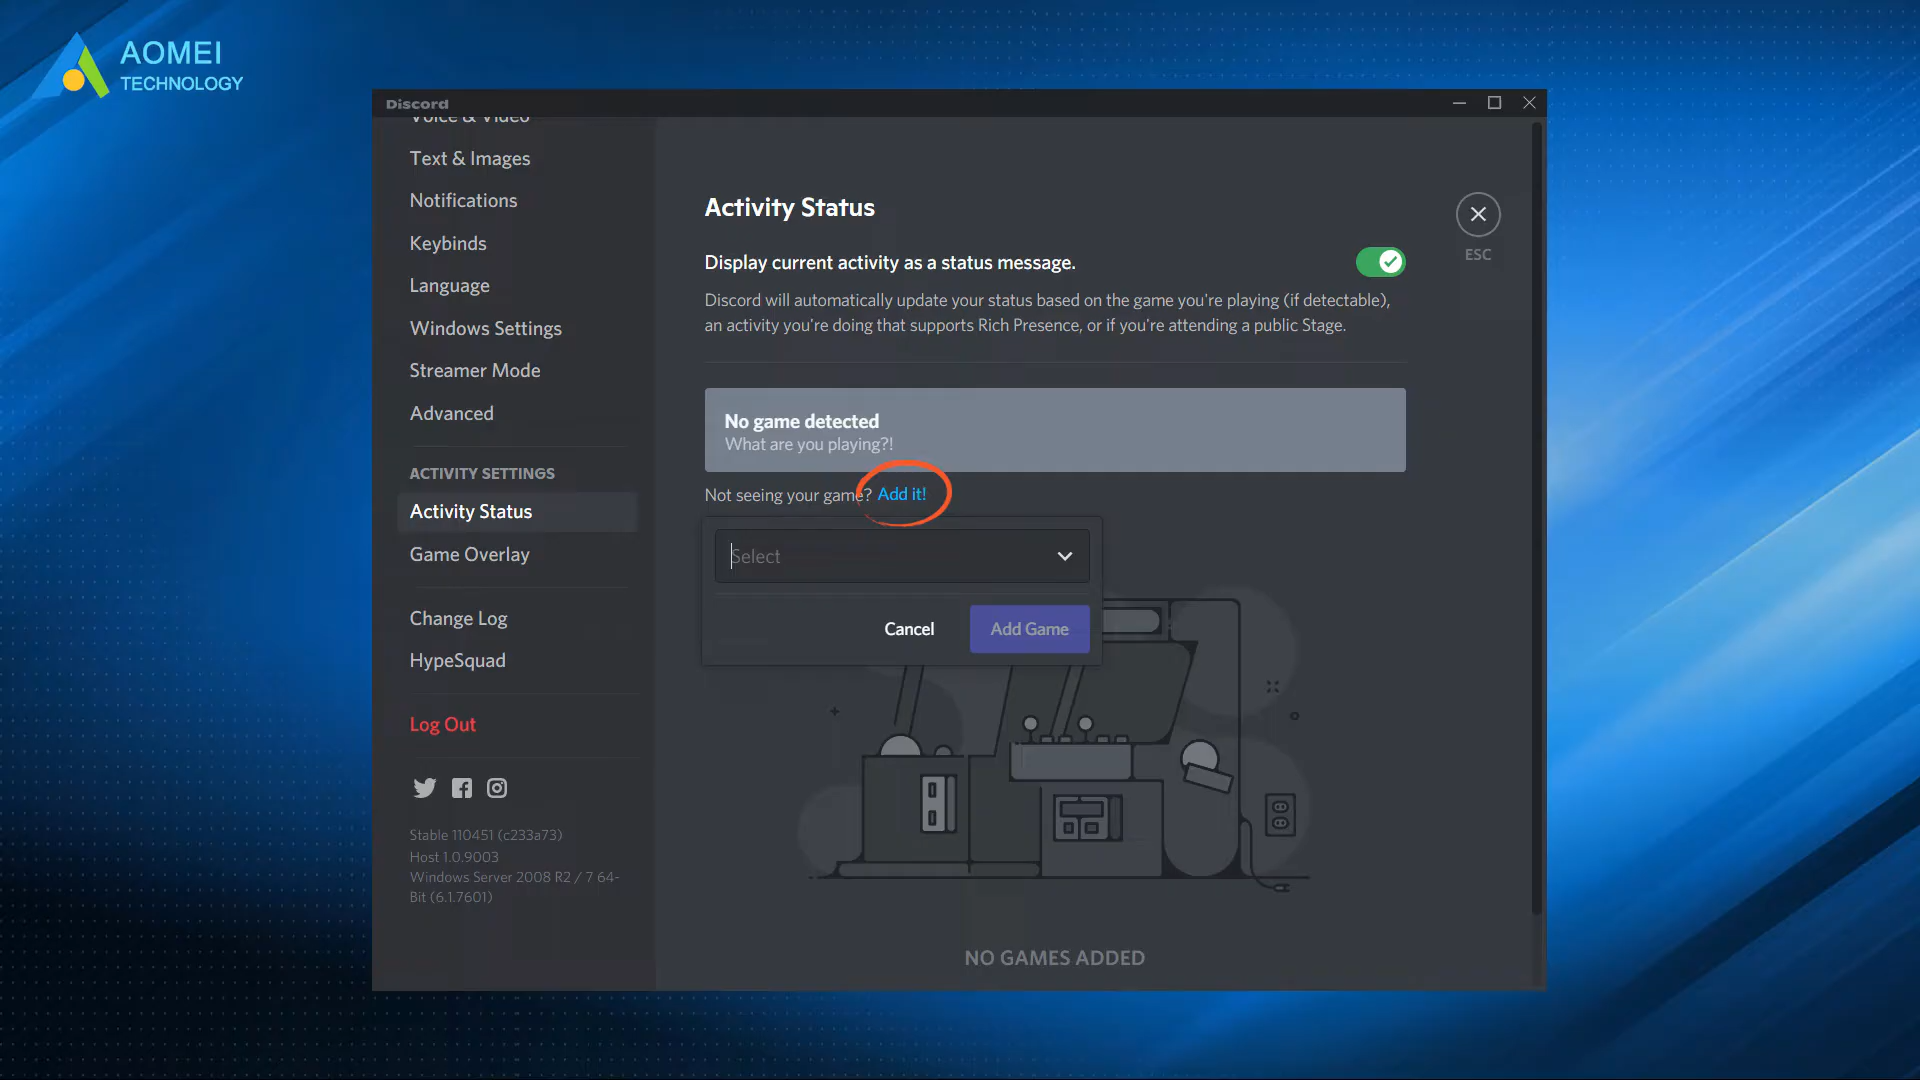 AOMEI
TECHNOLOGY
Discord
Voice & Video
Text & Images
Notifications
Keybinds
Language
Windows Settings
Streamer Mode
Advanced
ACTIVITY SETTINGS
Activity Status
Game Overlay
Change Log
HypeSquad
Log Out
Stable 110451 (c233a73)
Host 1.0.9003
Windows Server 2008 R2 / 7 64-
Bit (6.1.7601)
Activity Status
Display current activity as a status message.
Discord will automatically update your status based on the game you're playing (if detectable),
an activity you're doing that supports Rich Presence, or if you're attending a public Stage.
ESC
No game detected
What are you playing?!
Not seeing your game? Add it!
Select
Cancel
Add Game
NO GAMES ADDED